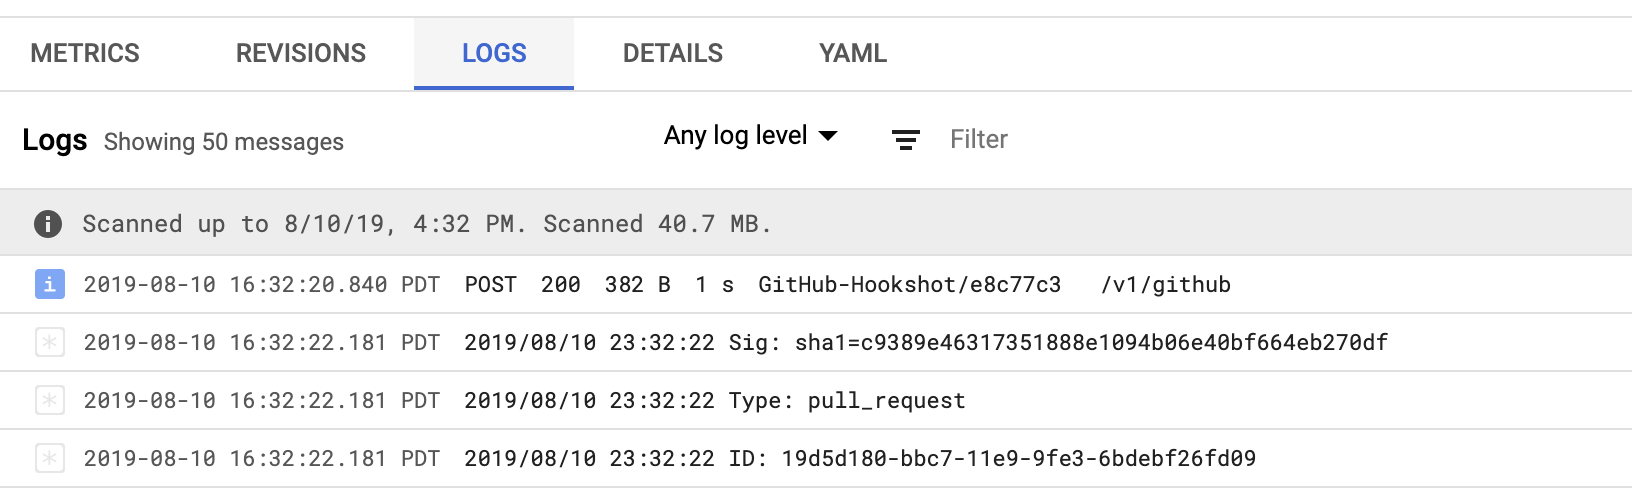 METRICS REVISIONS LOGS DETAILS YAML
Logs Showing 50 messages Any log level Filter
Scanned up to 8/10/19, 4:32 PM. Scanned 40.7 MB.
i 2019-08-10 16:32:20.840 PDT POST 200 382 B 1 s GitHub-Hookshot/e8c77c3 /v1/github
* 2019-08-10 16:32:22.181 PDT 2019/08/10 23:32:22 Sig: sha1=c9389e46317351888e1094b06e40bf664eb270df
* 2019-08-10 16:32:22.181 PDT 2019/08/10 23:32:22 Type: pull_request
* 2019-08-10 16:32:22.181 PDT 2019/08/10 23:32:22 ID: 19d5d180-bbc7-11e9-9fe3-6bdebf26fd09